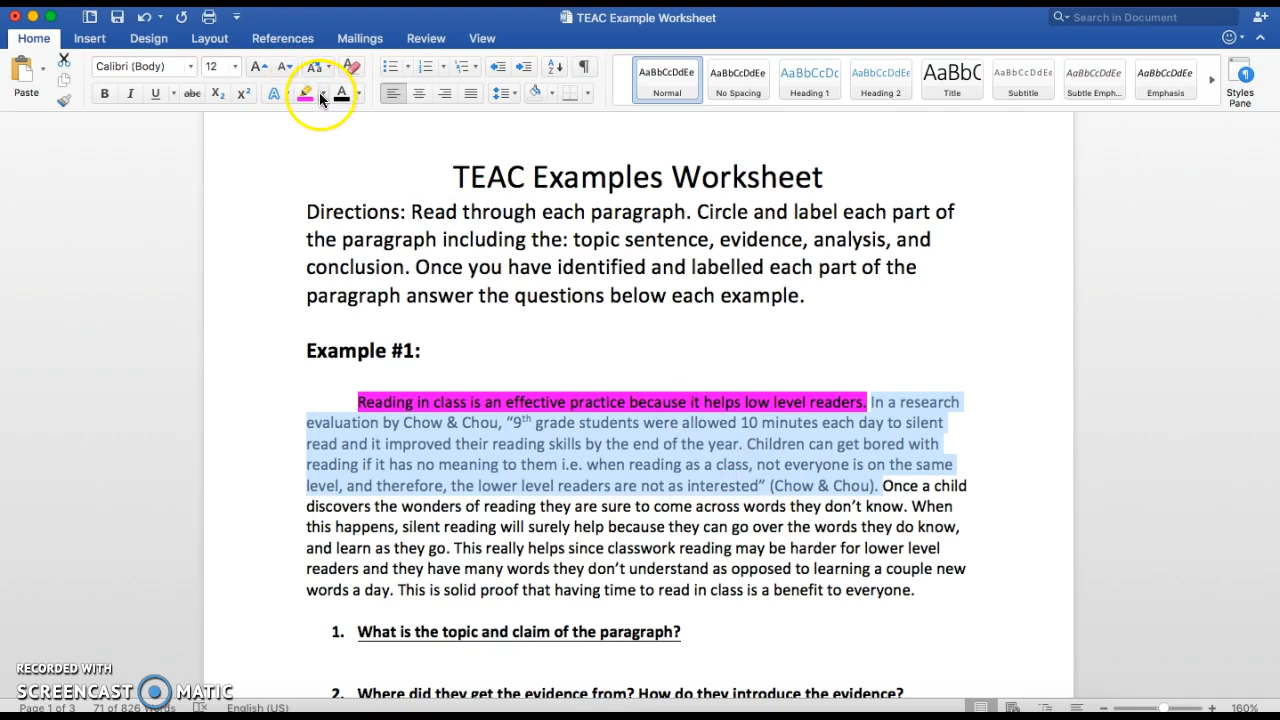 TEAC Example Worksheet
Search in Document
Home Insert Design Layout References Mailings Review View
Paste
Calibri (Body) 12
AaBbCcDdEe AaBbCcDdEe AaBbCcDc AaBbCcDdEe AaBbC AaBbCcDdEe AaBbCcDdEe AaBbCcDdEe
Normal No Spacing Heading 1 Heading 2 Title Subtitle Subtle Emph... Emphasis
Styles
Pane
TEAC Examples Worksheet
Directions: Read through each paragraph. Circle and label each part of
the paragraph including the: topic sentence, evidence, analysis, and
conclusion. Once you have identified and labelled each part of the
paragraph answer the questions below each example.
Example #1:
Reading in class is an effective practice because it helps low level readers. In a research
evaluation by Chow & Chou, “9th grade students were allowed 10 minutes each day to silent
read and it improved their reading skills by the end of the year. Children can get bored with
reading if it has no meaning to them i.e. when reading as a class, not everyone is on the same
level, and therefore, the lower level readers are not as interested” (Chow & Chou). Once a child
discovers the wonders of reading they are sure to come across words they don’t know. When
this happens, silent reading will surely help because they can go over the words they do know,
and learn as they go. This really helps since classwork reading may be harder for lower level
readers and they have many words they don’t understand as opposed to learning a couple new
words a day. This is solid proof that having time to read in class is a benefit to everyone.
1. What is the topic and claim of the paragraph?
2. Where did they get the evidence from? How do they introduce the evidence?
RECORDED WITH
SCREENCAST MATIC
Page 1 of 3 71 of 826 Words English (US) 160%